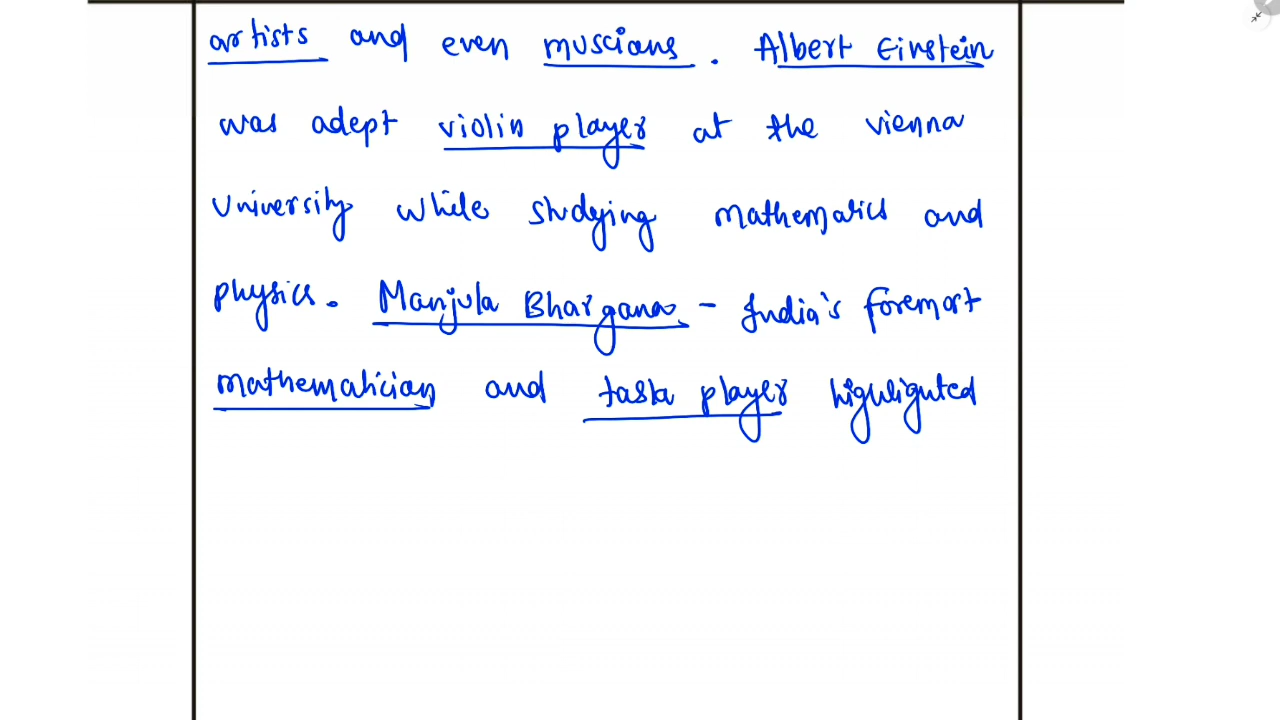 artists and even muscians. Albert Einstein
was adept violin player at the vienna
University while studying mathematics and
physics. Manjula Bhargava - India's foremost
mathematician and tabla player highlighted